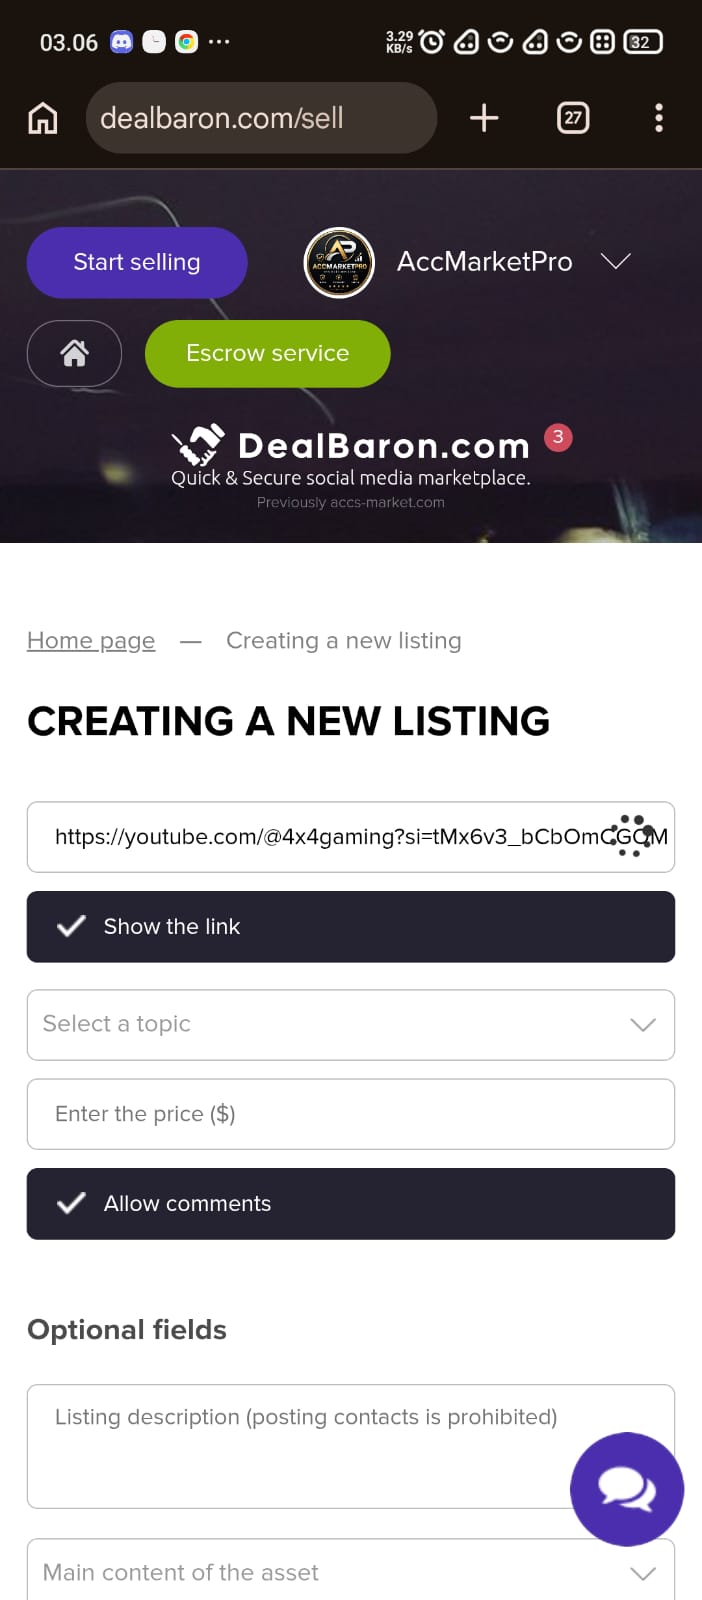 03.06
3.29
KB/s
32
dealbaron.com/sell
27
Start selling
AccMarketPro
AP
ACCMARKETPRO
Escrow service
DealBaron.com
3
Quick & Secure social media marketplace.
Previously accs-market.com
Home page — Creating a new listing
CREATING A NEW LISTING
https://youtube.com/@4x4gaming?si=tMx6v3_bCbOmCGOM
Show the link
Select a topic
Enter the price ($)
Allow comments
Optional fields
Listing description (posting contacts is prohibited)
Main content of the asset